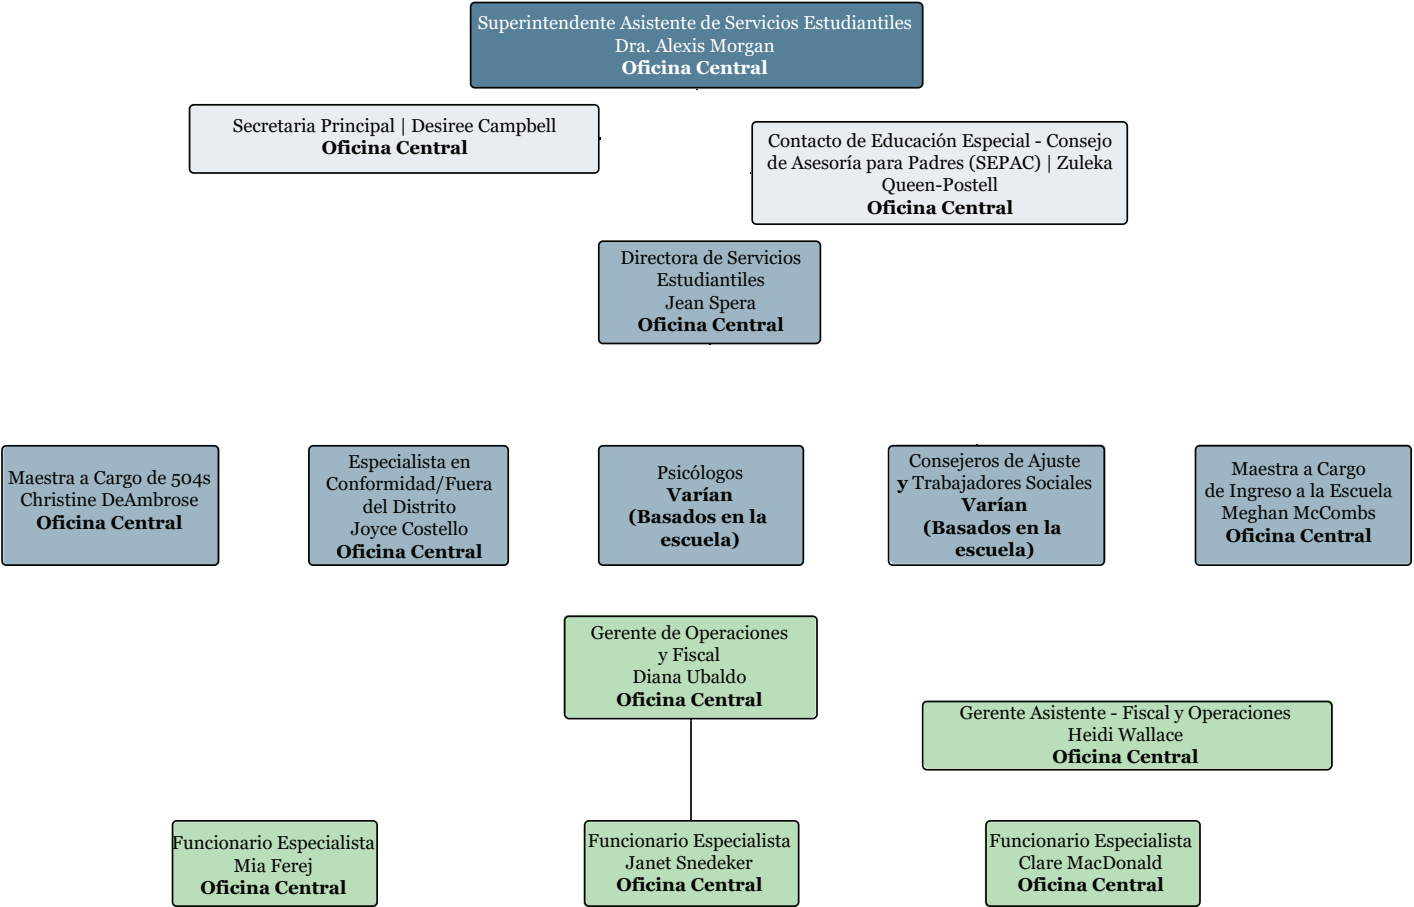 Superintendente Asistente de Servicios Estudiantiles
Dra. Alexis Morgan
Oficina Central
Secretaria Principal | Desiree Campbell
Oficina Central
Contacto de Educación Especial - Consejo
de Asesoría para Padres (SEPAC) | Zuleka
Queen-Postell
Oficina Central
Directora de Servicios
Estudiantiles
Jean Spera
Oficina Central
Maestra a Cargo de 504s
Christine DeAmbrose
Oficina Central
Especialista en
Conformidad/Fuera
del Distrito
Joyce Costello
Oficina Central
Psicólogos
Varían
(Basados en la
escuela)
Consejeros de Ajuste
y Trabajadores Sociales
Varían
(Basados en la
escuela)
Maestra a Cargo
de Ingreso a la Escuela
Meghan McCombs
Oficina Central
Gerente de Operaciones
y Fiscal
Diana Ubaldo
Oficina Central
Gerente Asistente - Fiscal y Operaciones
Heidi Wallace
Oficina Central
Funcionario Especialista
Mia Ferej
Oficina Central
Funcionario Especialista
Janet Snedeker
Oficina Central
Funcionario Especialista
Clare MacDonald
Oficina Central